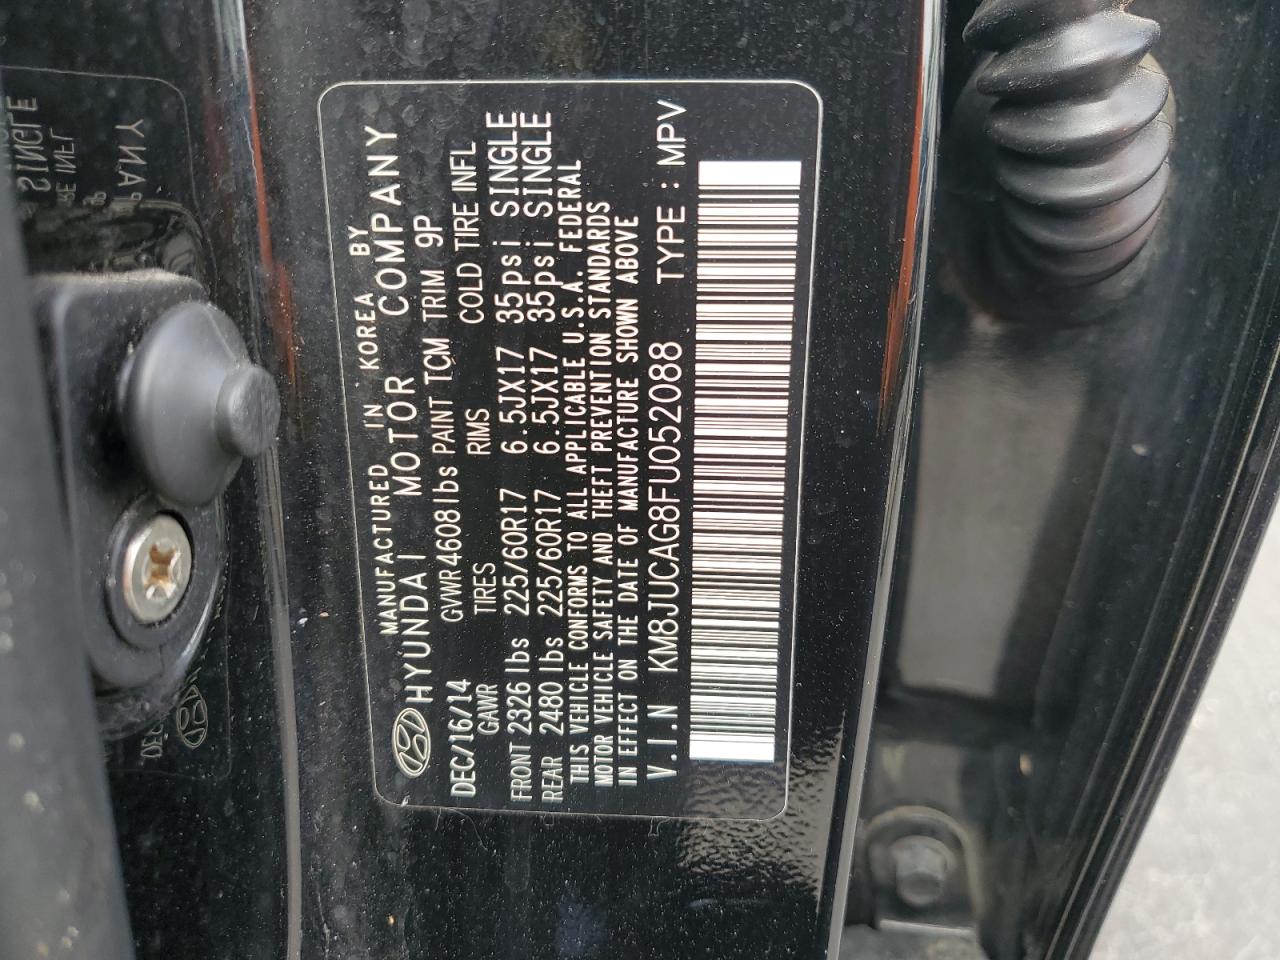 MANUFACTURED IN KOREA BY
HYUNDAI MOTOR COMPANY
DEC/16/14 GVWR4608lbs PAINT TCM TRIM 9P
GAWR TIRES RIMS COLD TIRE INFL
FRONT 2326 lbs 225/60R17 6.5JX17 35psi SINGLE
REAR 2480 lbs 225/60R17 6.5JX17 35psi SINGLE
THIS VEHICLE CONFORMS TO ALL APPLICABLE U.S.A. FEDERAL
MOTOR VEHICLE SAFETY AND THEFT PREVENTION STANDARDS
IN EFFECT ON THE DATE OF MANUFACTURE SHOWN ABOVE
V.I.N KM8JUCAG8FU052088 TYPE : MPV